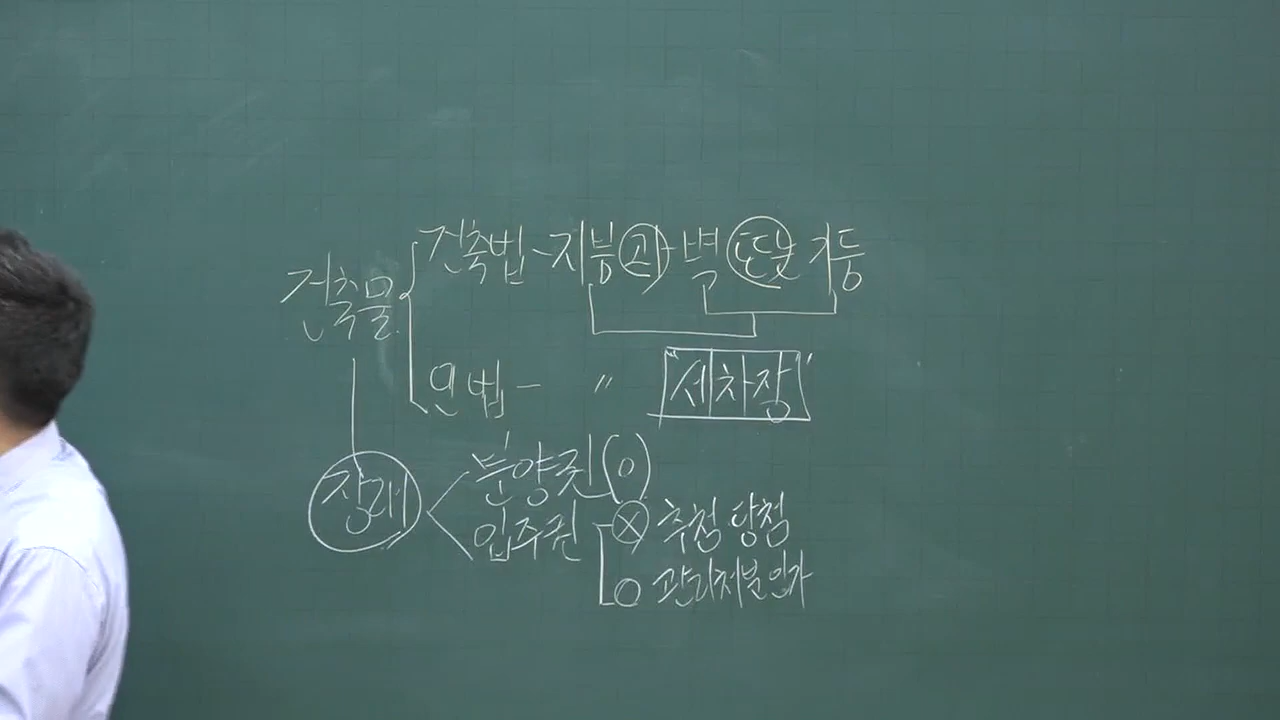 건축법 - 지붕 과 벽 또는 기둥
건축물
민법 - 〃 "세차장"
분양권 (O)
장래
입주권 X 추첨 당첨
O 관리처분인가